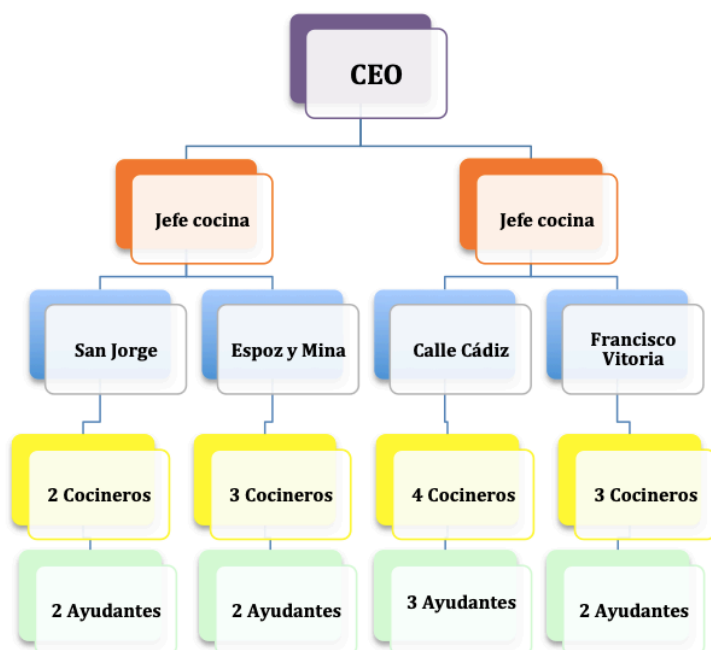 CEO
Jefe cocina
Jefe cocina
San Jorge
Espoz y Mina
Calle Cádiz
Francisco
Vitoria
2 Cocineros
3 Cocineros
4 Cocineros
3 Cocineros
2 Ayudantes
2 Ayudantes
3 Ayudantes
2 Ayudantes